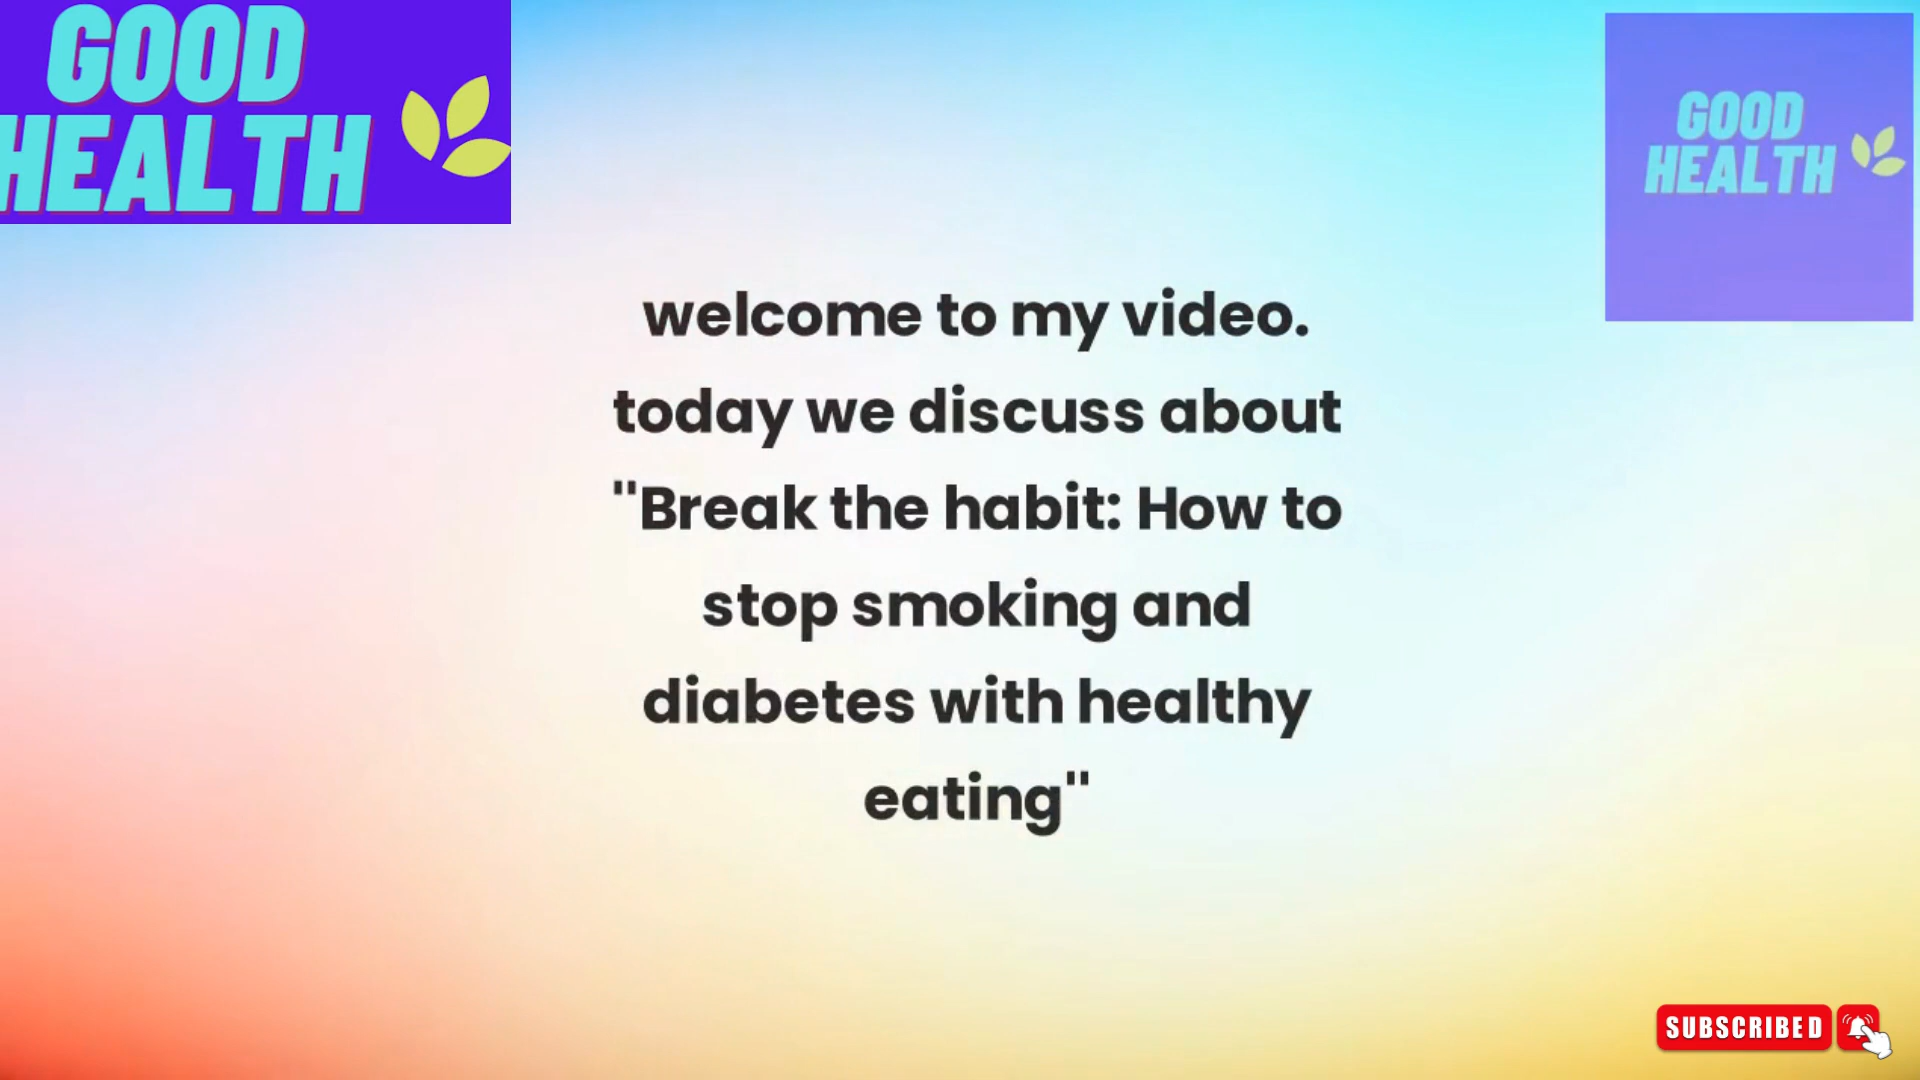 GOOD
HEALTH
GOOD
HEALTH
welcome to my video.
today we discuss about
"Break the habit: How to
stop smoking and
diabetes with healthy
eating"
SUBSCRIBED